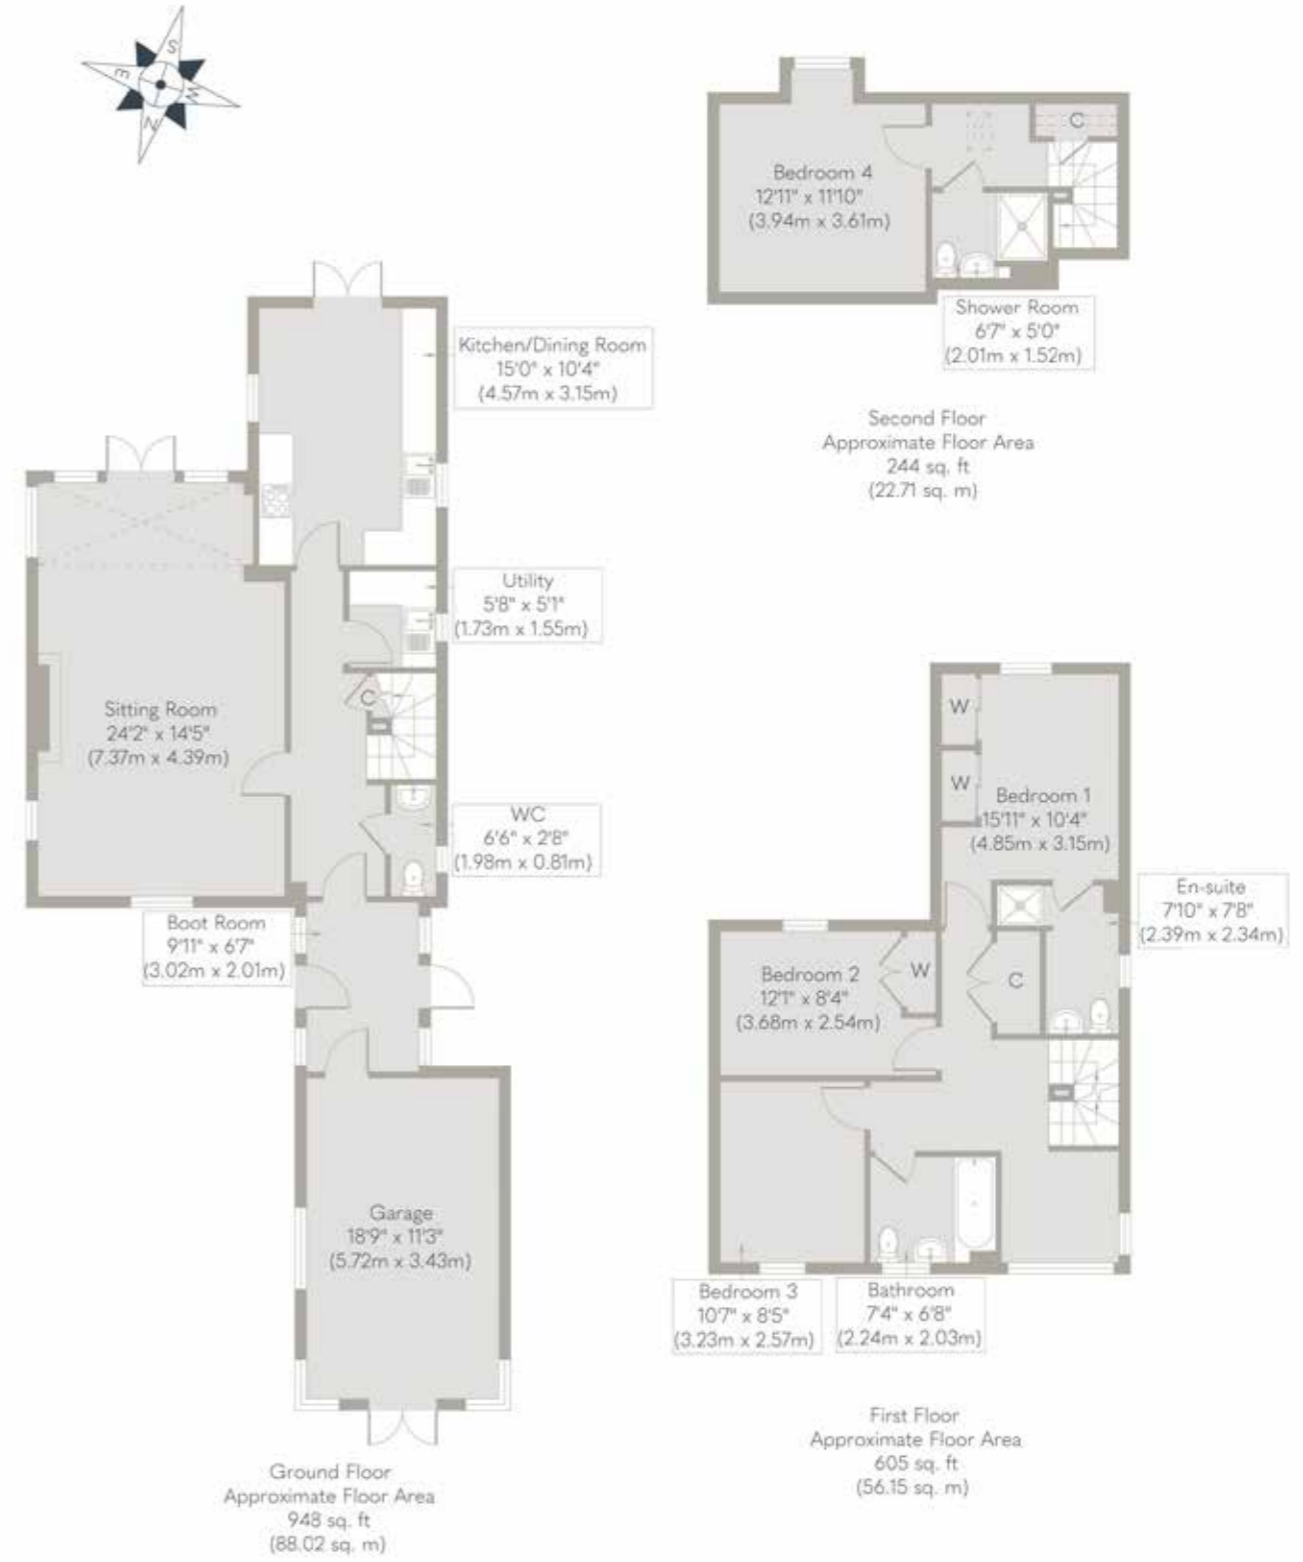 S
E
W
N
Bedroom 4
12'11" x 11'10"
(3.94m x 3.61m)
C
Shower Room
6'7" x 5'0"
(2.01m x 1.52m)
Second Floor
Approximate Floor Area
244 sq. ft
(22.71 sq. m)
Kitchen/Dining Room
15'0" x 10'4"
(4.57m x 3.15m)
Utility
5'8" x 5'1"
(1.73m x 1.55m)
C
Sitting Room
24'2" x 14'5"
(7.37m x 4.39m)
WC
6'6" x 2'8"
(1.98m x 0.81m)
Boot Room
9'11" x 6'7"
(3.02m x 2.01m)
Garage
18'9" x 11'3"
(5.72m x 3.43m)
Ground Floor
Approximate Floor Area
948 sq. ft
(88.02 sq. m)
W
W
Bedroom 1
15'11" x 10'4"
(4.85m x 3.15m)
En-suite
7'10" x 7'8"
(2.39m x 2.34m)
Bedroom 2
12'1" x 8'4"
(3.68m x 2.54m)
W
C
Bedroom 3
10'7" x 8'5"
(3.23m x 2.57m)
Bathroom
7'4" x 6'8"
(2.24m x 2.03m)
First Floor
Approximate Floor Area
605 sq. ft
(56.15 sq. m)